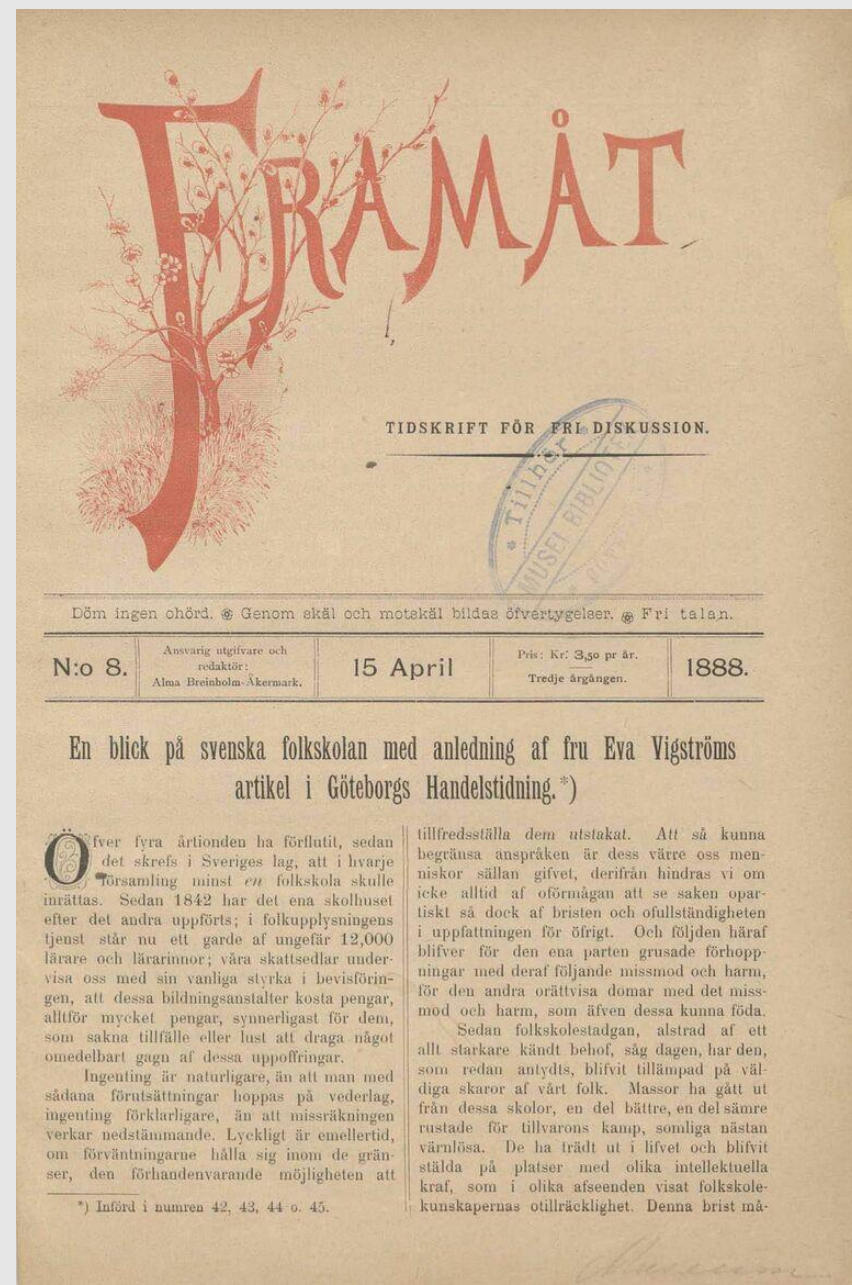 FRAMÅT
TIDSKRIFT FÖR FRI DISKUSSION.
* Tillhör *
MUSEI BIBLIOTE
Döm ingen ohörd. Genom skäl och motskäl bildas öfvertygelser. Fri talan.
N:o 8.
Ansvarig utgifvare och
redaktör:
Alma Breinholm-Åkermark.
15 April
Pris: Kr: 3,50 pr år.
Tredje årgången.
1888.
En blick på svenska folkskolan med anledning af fru Eva Vigströms
artikel i Göteborgs Handelstidning.*)
Öfver fyra årtionden ha förflutit, sedan
det skrefs i Sveriges lag, att i hvarje
församling minst en folkskola skulle
inrättas. Sedan 1842 har det ena skolhuset
efter det andra uppförts; i folkupplysningens
tjenst står nu ett garde af ungefär 12,000
lärare och lärarinnor; våra skattsedlar under-
visa oss med sin vanliga styrka i bevisförin-
gen, att dessa bildningsanstalter kosta pengar,
alltför mycket pengar, synnerligast för dem,
som sakna tillfälle eller lust att draga något
omedelbart gagn af dessa uppoffringar.
Ingenting är naturligare, än att man med
sådana förutsättningar hoppas på vederlag,
ingenting förklarligare, än att missräkningen
verkar nedstämmande. Lyckligt är emellertid,
om förväntningarne hålla sig inom de grän-
ser, den förhandenvarande möjligheten att
*) Införd i numren 42, 43, 44 o. 45.
tillfredsställa dem utstakat. Att så kunna
begränsa anspråken är dess värre oss men-
niskor sällan gifvet, derifrån hindras vi om
icke alltid af oförmågan att se saken opar-
tiskt så dock af bristen och ofullständigheten
i uppfattningen för öfrigt. Och följden häraf
blifver för den ena parten grusade förhopp-
ningar med deraf följande missmod och harm,
för den andra orättvisa domar med det miss-
mod och harm, som äfven dessa kunna föda.
Sedan folkskolestadgan, alstrad af ett
allt starkare kändt behof, såg dagen, har den,
som redan antydts, blifvit tillämpad på väl-
diga skaror af vårt folk. Massor ha gått ut
från dessa skolor, en del bättre, en del sämre
rustade för tillvarons kamp, somliga nästan
värnlösa. De ha trädt ut i lifvet och blifvit
stälda på platser med olika intellektuella
kraf, som i olika afseenden visat folkskole-
kunskapernas otillräcklighet. Denna brist må-